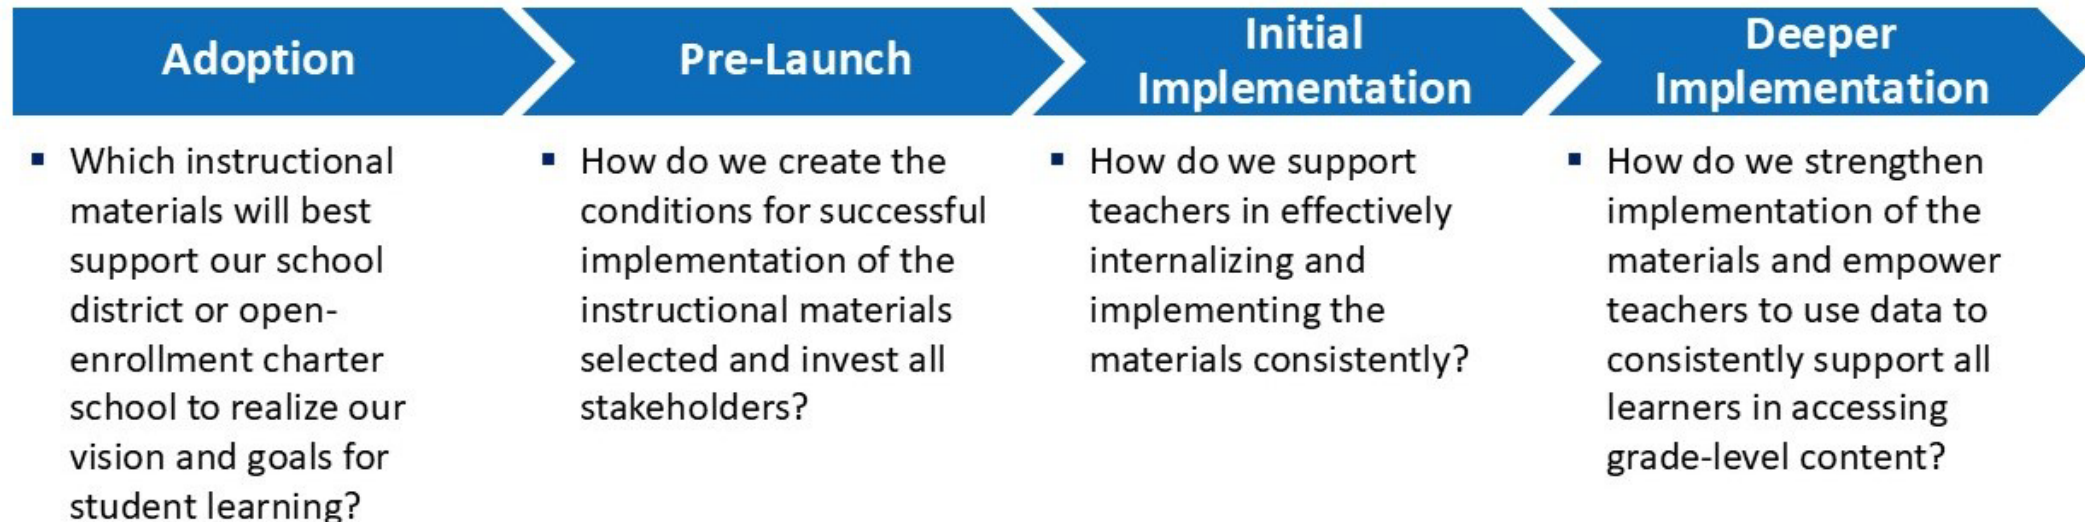 Adoption
▪ Which instructional
materials will best
support our school
district or open-
enrollment charter
school to realize our
vision and goals for
student learning?
Pre-Launch
▪ How do we create the
conditions for successful
implementation of the
instructional materials
selected and invest all
stakeholders?
Initial
Implementation
▪ How do we support
teachers in effectively
internalizing and
implementing the
materials consistently?
Deeper
Implementation
▪ How do we strengthen
implementation of the
materials and empower
teachers to use data to
consistently support all
learners in accessing
grade-level content?